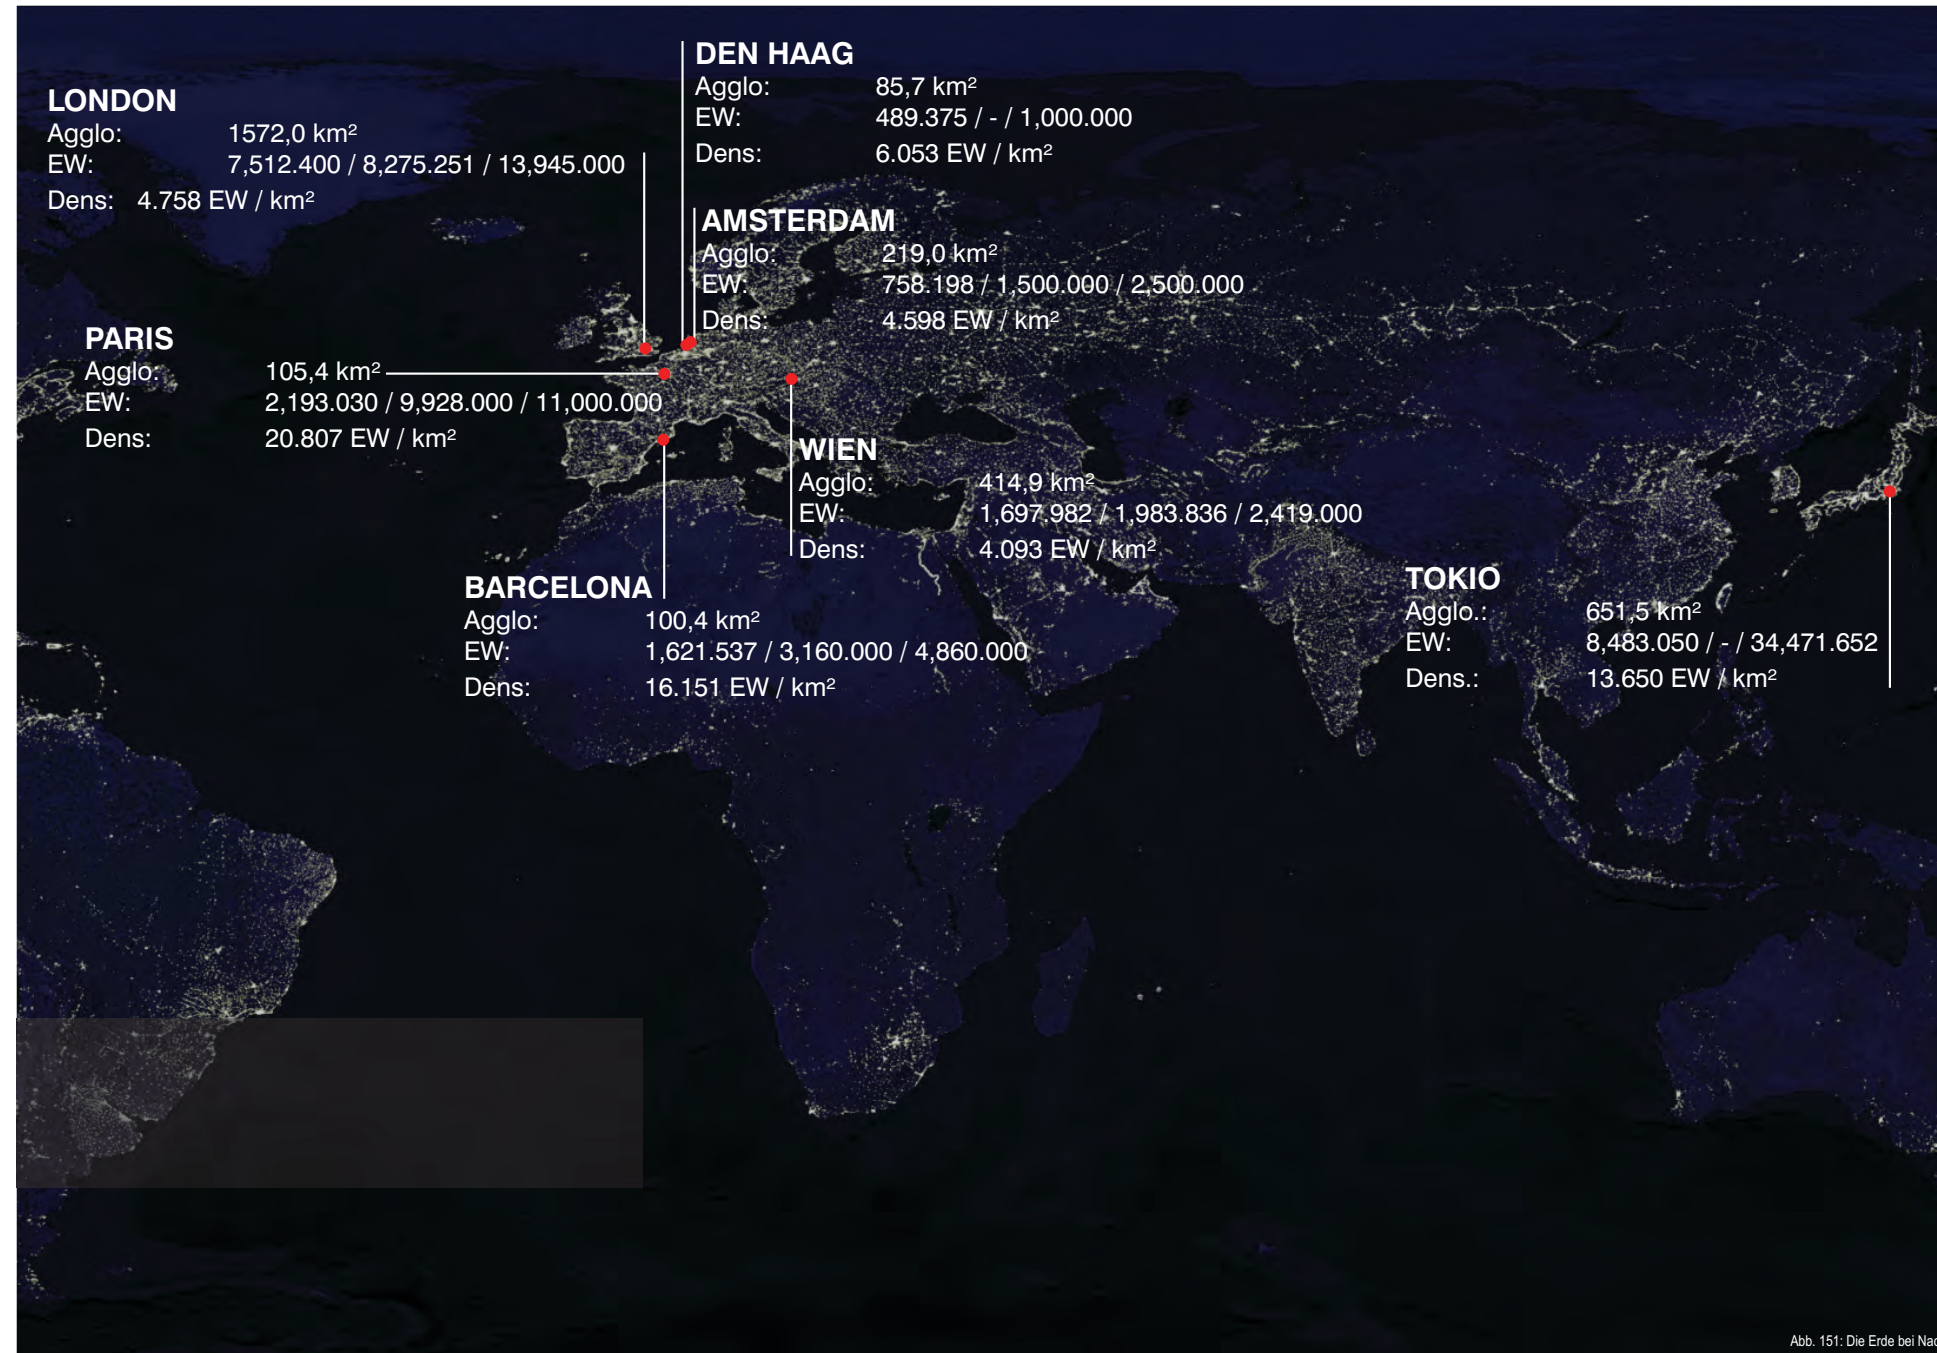 DEN HAAG
Agglo: 85,7 km²
EW: 489.375 / - / 1,000.000
Dens: 6.053 EW / km²
LONDON
Agglo: 1572,0 km²
EW: 7,512.400 / 8,275.251 / 13,945.000
Dens: 4.758 EW / km²
AMSTERDAM
Agglo: 219,0 km²
EW: 758.198 / 1,500.000 / 2,500.000
Dens: 4.598 EW / km²
PARIS
Agglo: 105,4 km²
EW: 2,193.030 / 9,928.000 / 11,000.000
Dens: 20.807 EW / km²
WIEN
Agglo: 414,9 km²
EW: 1,697.982 / 1,983.836 / 2,419.000
Dens: 4.093 EW / km²
BARCELONA
Agglo: 100,4 km²
EW: 1,621.537 / 3,160.000 / 4,860.000
Dens: 16.151 EW / km²
TOKIO
Agglo.: 651,5 km²
EW: 8,483.050 / - / 34,471.652
Dens.: 13.650 EW / km²
Abb. 151: Die Erde bei